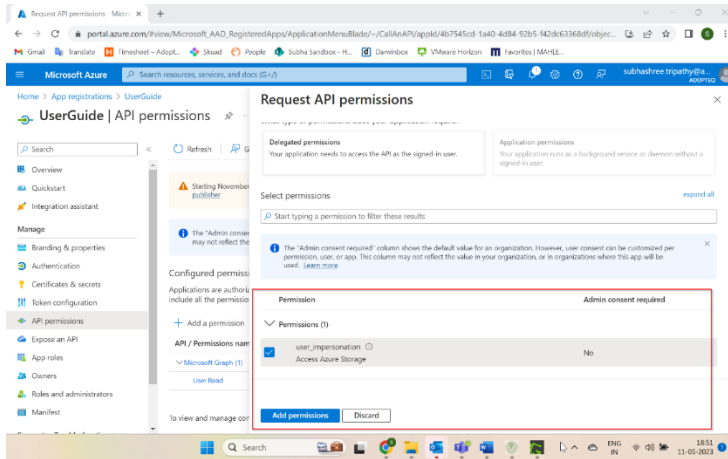 Request API permissions - Micro
portal.azure.com/#view/Microsoft_AAD_RegisteredApps/ApplicationMenuBlade/~/CallAnAPI/appId/4b7545cd-1a40-4d84-92b5-f42dc63368df/objec...
Gmail Translate Timesheet - Adopt... Skuad People Subha Sandbox - H... Darwinbox VMware Horizon Favorites | MAHLE...
Microsoft Azure Search resources, services, and docs (G+/) subhashree.tripathy@a...
ADOPTEQ
Home > App registrations > UserGuide
UserGuide | API permissions
Search
Refresh G
Overview
Quickstart
Integration assistant
Manage
Branding & properties
Authentication
Certificates & secrets
Token configuration
API permissions
Expose an API
App roles
Owners
Roles and administrators
Manifest
Starting November
publisher
The "Admin conser
may not reflect the
Configured permissi
Applications are authoriz
include all the permissio
Add a permission
API / Permissions nam
Microsoft Graph (1)
User.Read
To view and manage cor
Request API permissions
Delegated permissions
Your application needs to access the API as the signed-in user.
Application permissions
Your application runs as a background service or daemon without a
signed-in user.
Select permissions
expand all
Start typing a permission to filter these results
The "Admin consent required" column shows the default value for an organization. However, user consent can be customized per
permission, user, or app. This column may not reflect the value in your organization, or in organizations where this app will be
used. Learn more
Permission Admin consent required
Permissions (1)
user_impersonation
Access Azure Storage
No
Add permissions Discard
Search
ENG
IN
18:51
11-05-2023